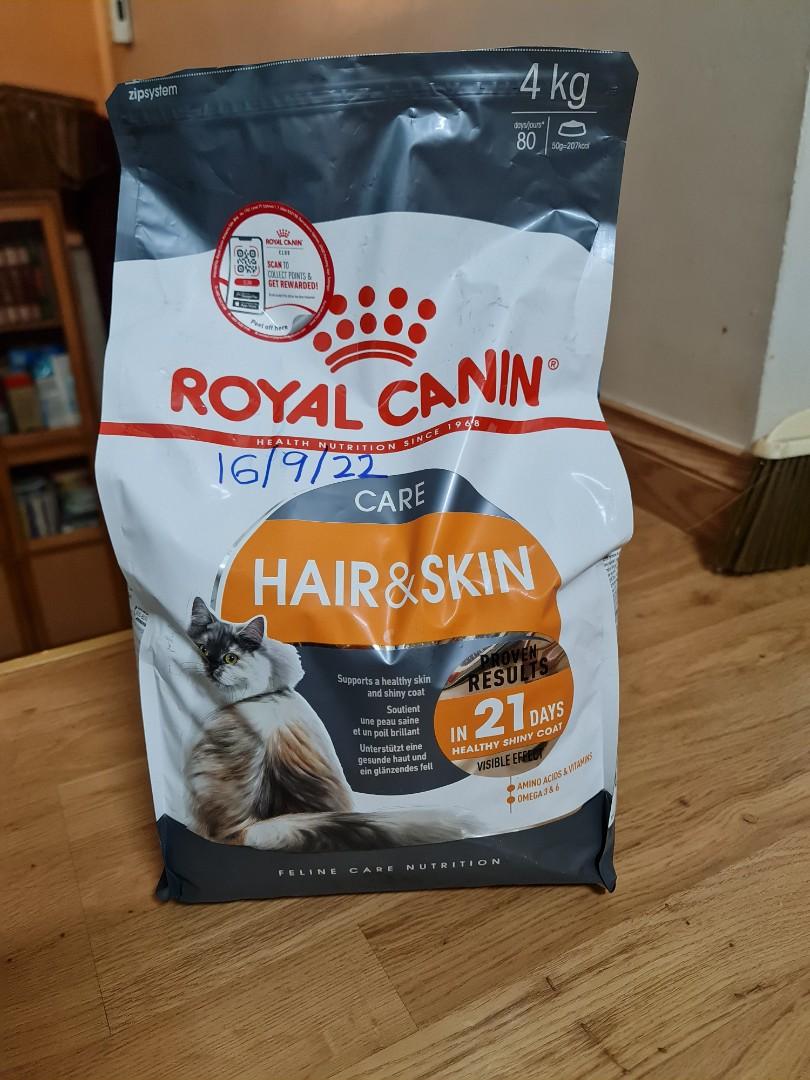 zipsystem
4 kg
days/jours*
80
50g=207kcal
ROYAL CANIN
CLUB
SCAN TO
COLLECT POINTS &
GET REWARDED!
Peel off here
ROYAL CANIN®
HEALTH NUTRITION SINCE 1968
16/9/22
CARE
HAIR&SKIN
Supports a healthy skin
and shiny coat
Soutient
une peau saine
et un poil brillant
Unterstützt eine
gesunde haut und
ein glänzendes fell
PROVEN
RESULTS
IN 21 DAYS
HEALTHY SHINY COAT
VISIBLE EFFECT
AMINO ACIDS & VITAMINS
OMEGA 3 & 6
FELINE CARE NUTRITION